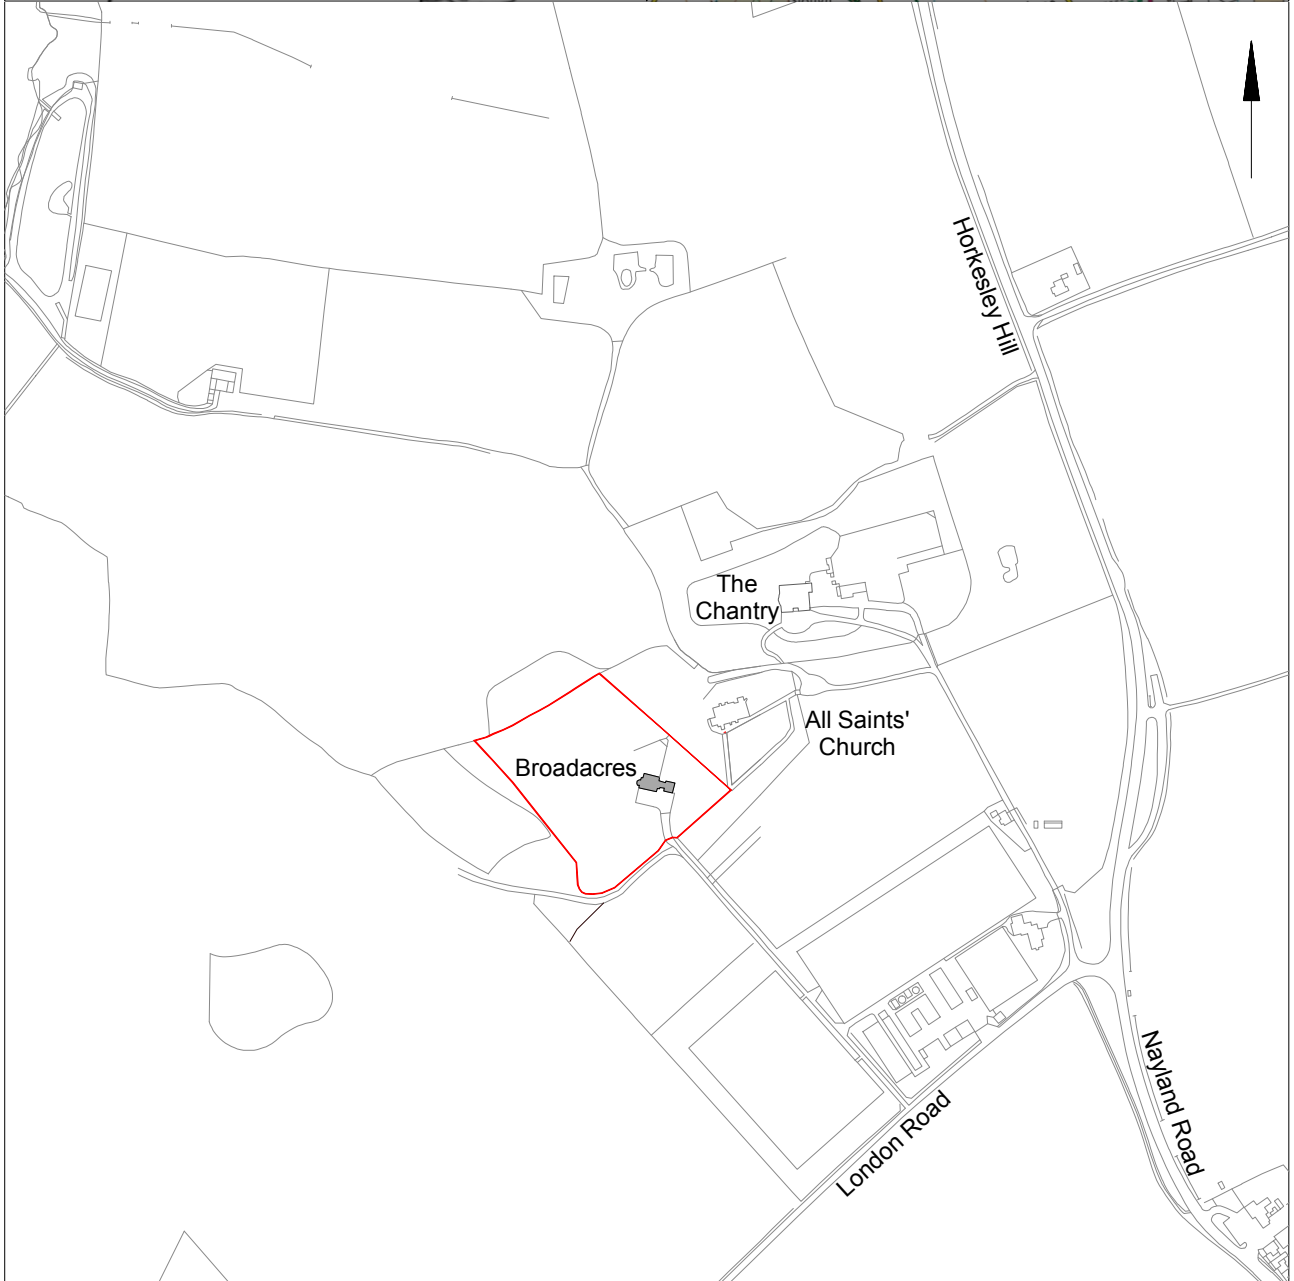 Horkesley Hill
The
Chantry
All Saints'
Church
Broadacres
Nayland Road
London Road